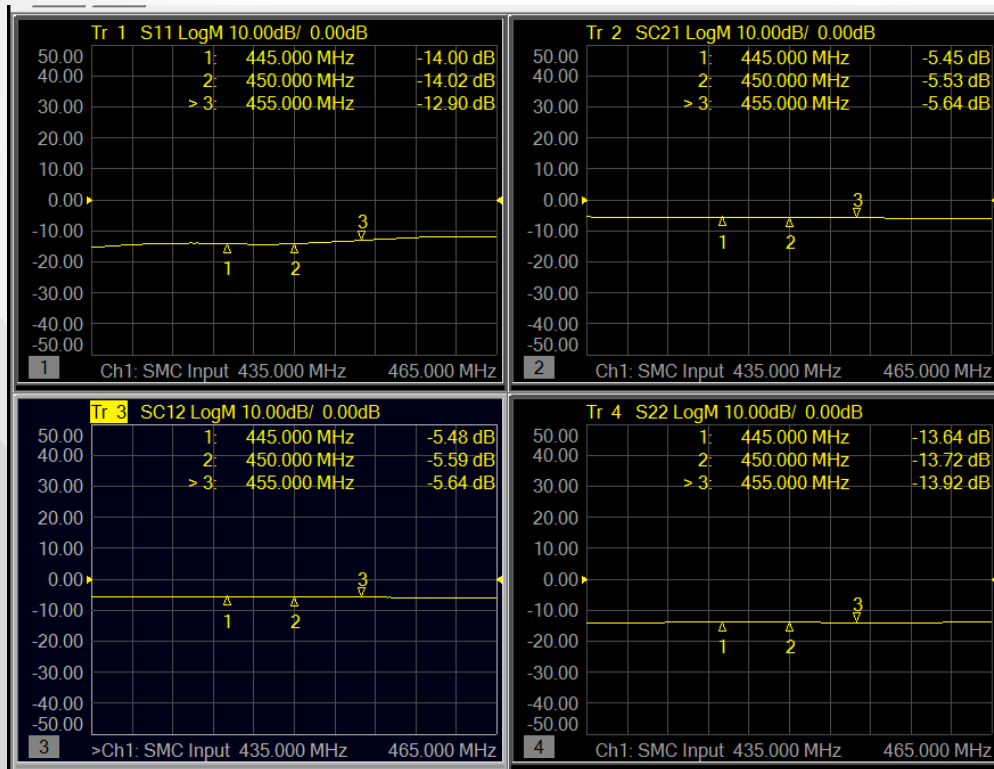 Tr 1 S11 LogM 10.00dB/ 0.00dB
1: 445.000 MHz -14.00 dB
2: 450.000 MHz -14.02 dB
> 3: 455.000 MHz -12.90 dB
50.00
40.00
30.00
20.00
10.00
0.00
-10.00
-20.00
-30.00
-40.00
-50.00
1
2
3
1 Ch1: SMC Input 435.000 MHz 465.000 MHz
Tr 2 SC21 LogM 10.00dB/ 0.00dB
1: 445.000 MHz -5.45 dB
2: 450.000 MHz -5.53 dB
> 3: 455.000 MHz -5.64 dB
50.00
40.00
30.00
20.00
10.00
0.00
-10.00
-20.00
-30.00
-40.00
-50.00
1
2
3
2 Ch1: SMC Input 435.000 MHz 465.000 MHz
Tr 3 SC12 LogM 10.00dB/ 0.00dB
1: 445.000 MHz -5.48 dB
2: 450.000 MHz -5.59 dB
> 3: 455.000 MHz -5.64 dB
50.00
40.00
30.00
20.00
10.00
0.00
-10.00
-20.00
-30.00
-40.00
-50.00
1
2
3
3 >Ch1: SMC Input 435.000 MHz 465.000 MHz
Tr 4 S22 LogM 10.00dB/ 0.00dB
1: 445.000 MHz -13.64 dB
2: 450.000 MHz -13.72 dB
> 3: 455.000 MHz -13.92 dB
50.00
40.00
30.00
20.00
10.00
0.00
-10.00
-20.00
-30.00
-40.00
-50.00
1
2
3
4 Ch1: SMC Input 435.000 MHz 465.000 MHz